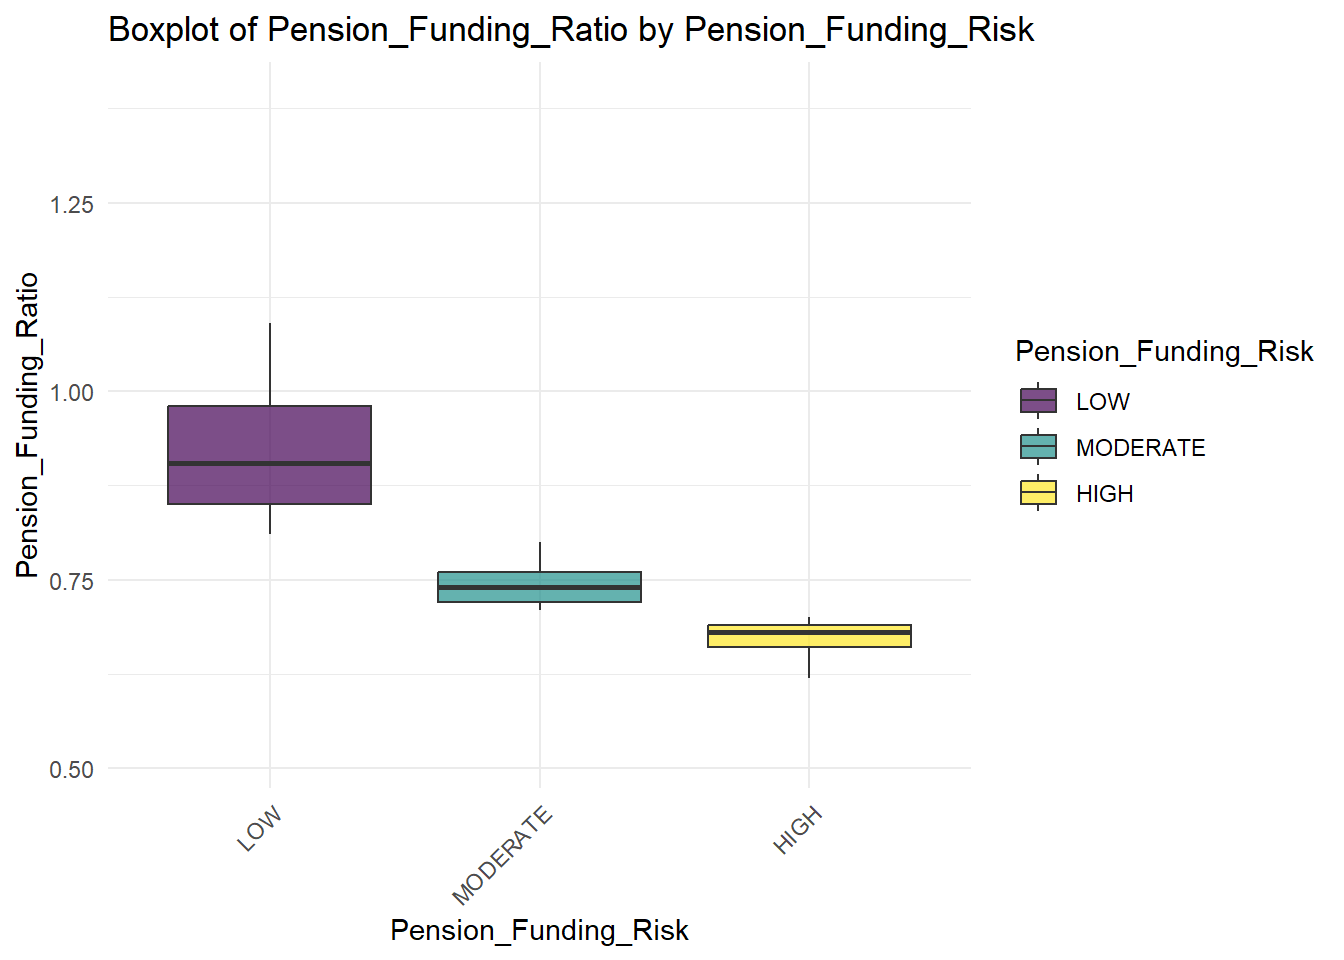 Boxplot of Pension_Funding_Ratio by Pension_Funding_Risk
Pension_Funding_Ratio
1.25
1.00
0.75
0.50
LOW
MODERATE
HIGH
Pension_Funding_Risk
Pension_Funding_Risk
LOW
MODERATE
HIGH